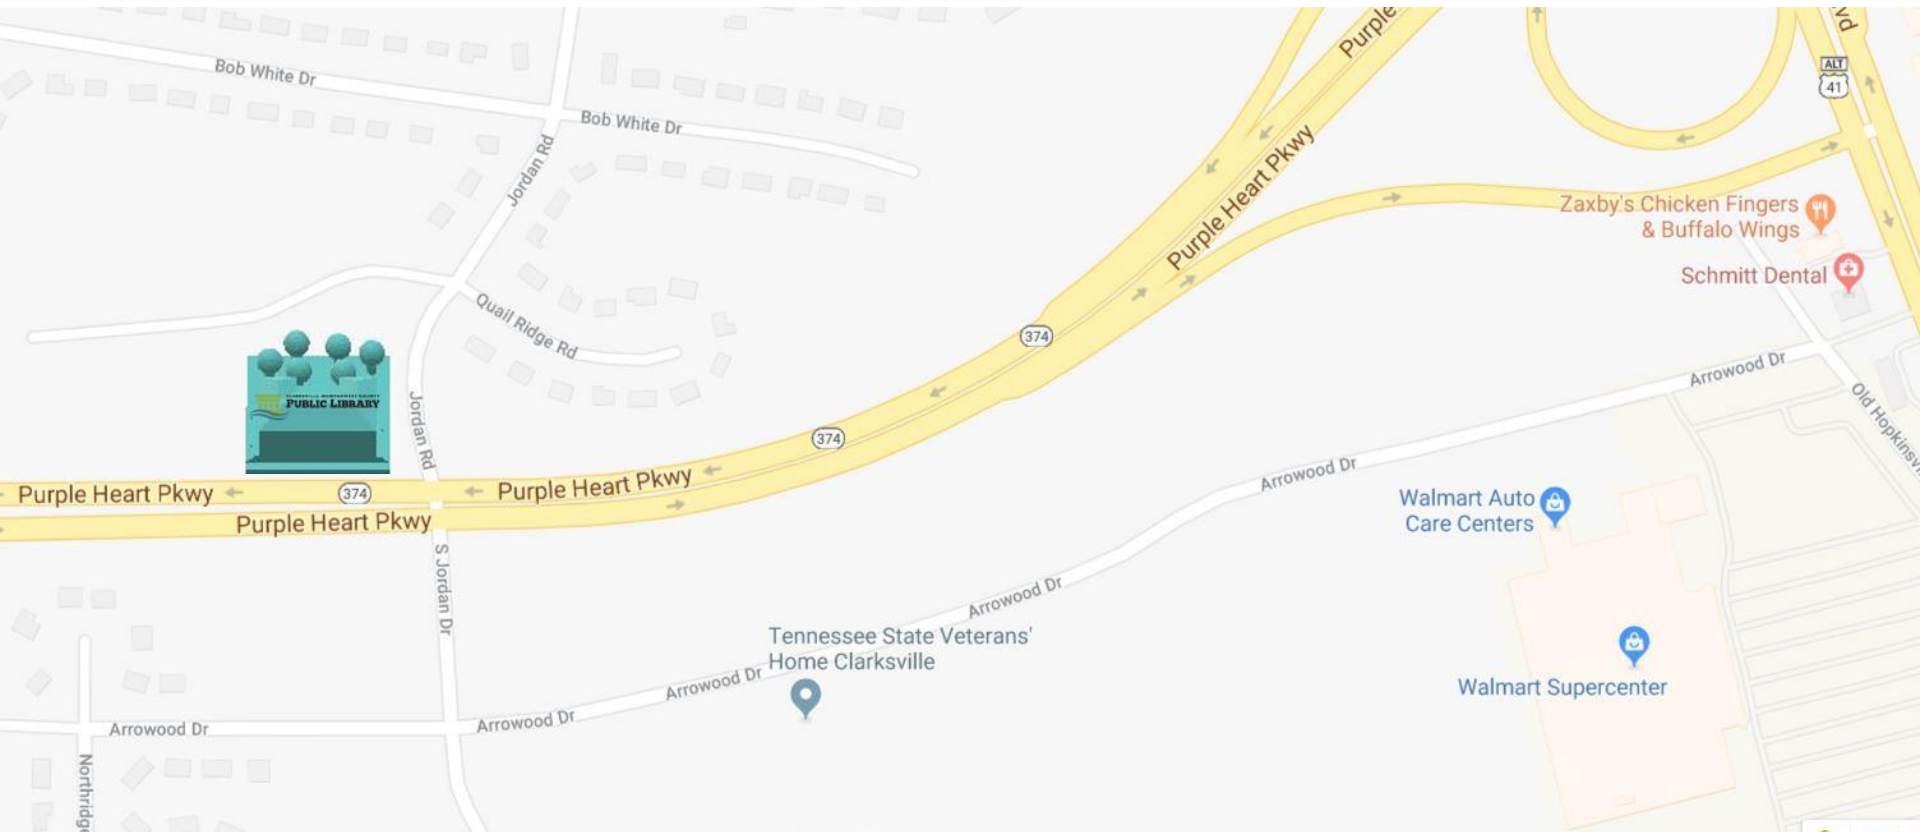 Purple
vd
ALT
41
Bob White Dr
Bob White Dr
Jordan Rd
Purple Heart Pkwy
Zaxby's Chicken Fingers
& Buffalo Wings
Schmitt Dental
Quail Ridge Rd
374
Arrowood Dr
PUBLIC LIBRARY
Jordan Rd
Old Hopkinsvi
374
Arrowood Dr
Purple Heart Pkwy
374
Purple Heart Pkwy
Purple Heart Pkwy
Walmart Auto
Care Centers
S Jordan Dr
Arrowood Dr
Tennessee State Veterans'
Home Clarksville
Arrowood Dr
Walmart Supercenter
Arrowood Dr
Arrowood Dr
Northridge